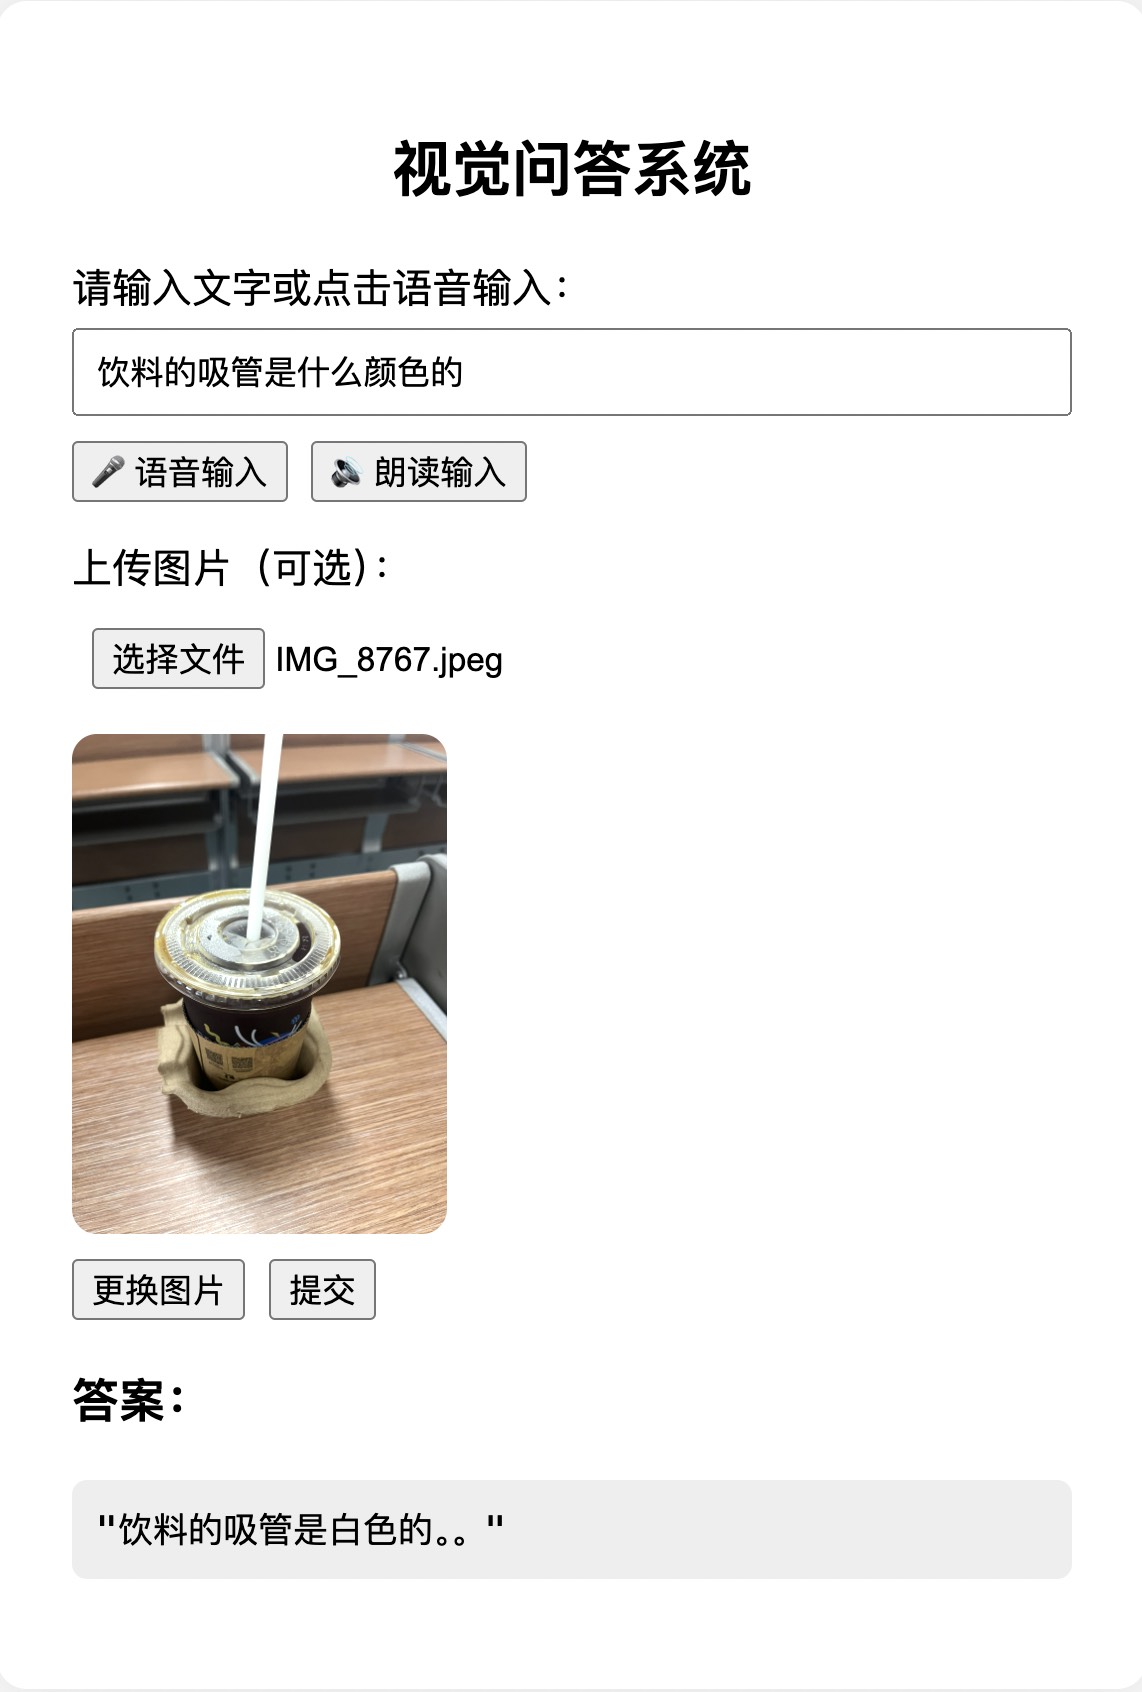 视觉问答系统
请输入文字或点击语音输入：
饮料的吸管是什么颜色的
🎤 语音输入 🔊 朗读输入
上传图片（可选）：
选择文件 IMG_8767.jpeg
更换图片 提交
答案：
"饮料的吸管是白色的。。"